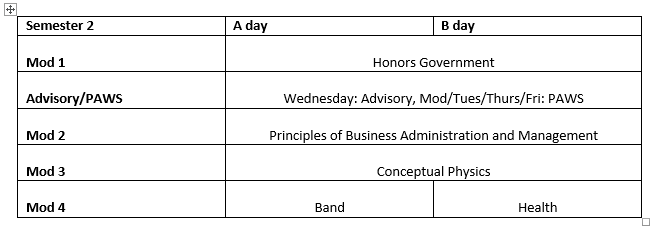 Semester 2 A day B day
Mod 1 Honors Government
Advisory/PAWS Wednesday: Advisory, Mod/Tues/Thurs/Fri: PAWS
Mod 2 Principles of Business Administration and Management
Mod 3 Conceptual Physics
Mod 4 Band Health